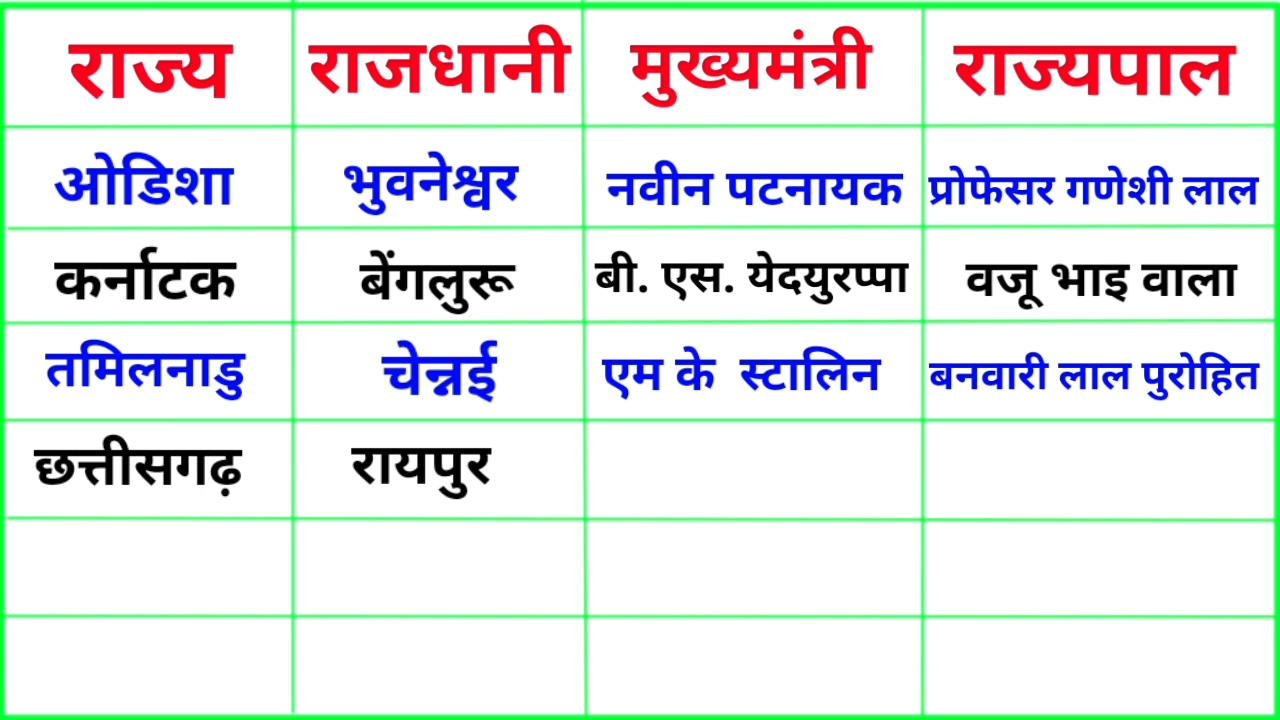 राज्य राजधानी मुख्यमंत्री राज्यपाल
ओडिशा भुवनेश्वर नवीन पटनायक प्रोफेसर गणेशी लाल
कर्नाटक बेंगलुरू बी. एस. येदयुरप्पा वजू भाइ वाला
तमिलनाडु चेन्नई एम के स्टालिन बनवारी लाल पुरोहित
छत्तीसगढ़ रायपुर